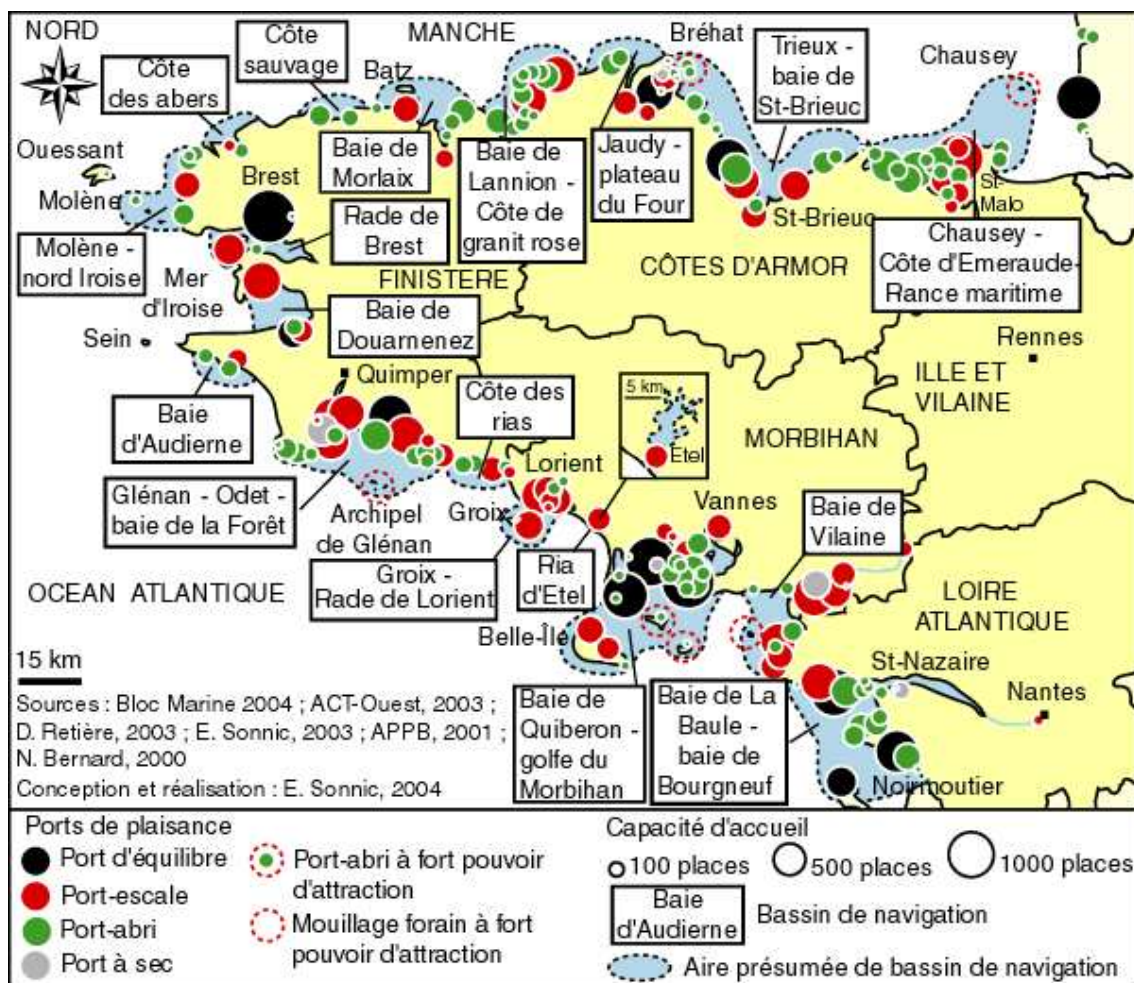 NORD
MANCHE
Bréhat
Côte
sauvage
Côte
des abers
Batz
Trieux -
baie de
St-Brieuc
Chausey
Ouessant
Molène
Brest
Baie de
Morlaix
Baie de
Lannion -
Côte de
granit rose
Jaudy -
plateau
du Four
St-Brieuc
St-
Malo
Molène -
nord Iroise
Rade de
Brest
Chausey -
Côte d'Emeraude-
Rance maritime
Mer
d'Iroise
FINISTERE
CÔTES D'ARMOR
Sein
Baie de
Douarnenez
Rennes
Quimper
ILLE ET
VILAINE
Baie
d'Audierne
Côte des
rias
5 km
Etel
MORBIHAN
Glénan - Odet -
baie de la Forêt
Archipel
de Glénan
Groix
Lorient
Vannes
Baie de
Vilaine
OCEAN ATLANTIQUE
Groix -
Rade de Lorient
Ria
d'Etel
LOIRE
ATLANTIQUE
Belle-Île
15 km
St-Nazaire
Nantes
Sources : Bloc Marine 2004 ; ACT-Ouest, 2003 ;
D. Retière, 2003 ; E. Sonnic, 2003 ; APPB, 2001 ;
N. Bernard, 2000
Conception et réalisation : E. Sonnic, 2004
Baie de
Quiberon -
golfe du
Morbihan
Baie de La
Baule -
baie de
Bourgneuf
Noirmoutier
Ports de plaisance
Port d'équilibre
Port-escale
Port-abri
Port à sec
Port-abri à fort pouvoir
d'attraction
Mouillage forain à fort
pouvoir d'attraction
Capacité d'accueil
100 places
500 places
1000 places
Baie
d'Audierne
Bassin de navigation
Aire présumée de bassin de navigation